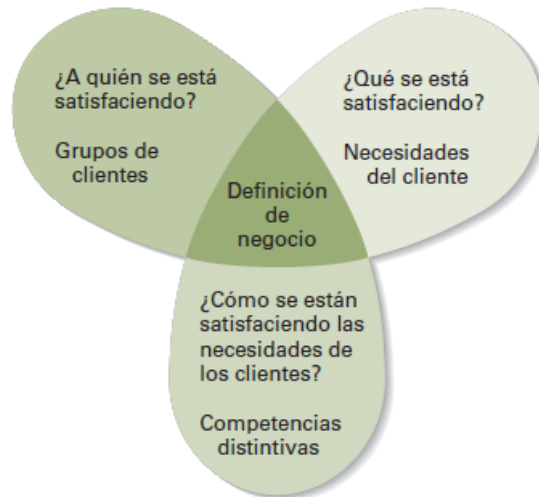 ¿A quién se está
satisfaciendo?
Grupos de
clientes
¿Qué se está
satisfaciendo?
Necesidades
del cliente
Definición
de
negocio
¿Cómo se están
satisfaciendo las
necesidades de
los clientes?
Competencias
distintivas